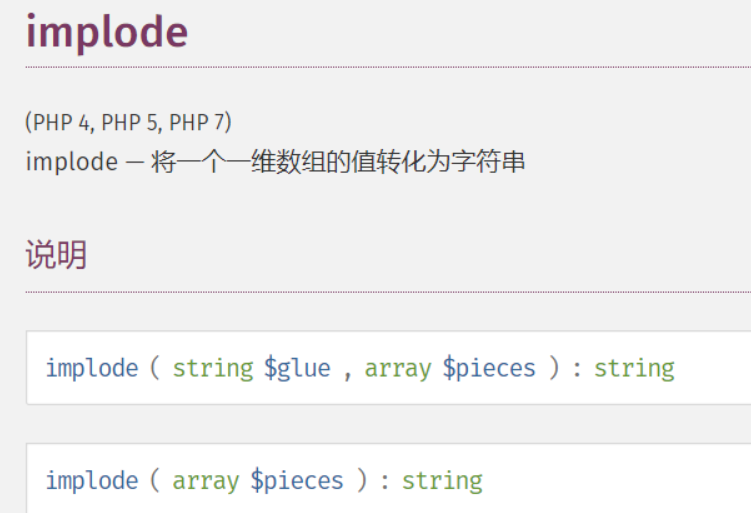 implode
(PHP 4, PHP 5, PHP 7)
implode — 将一个一维数组的值转化为字符串
说明
implode ( string $glue , array $pieces ) : string
implode ( array $pieces ) : string